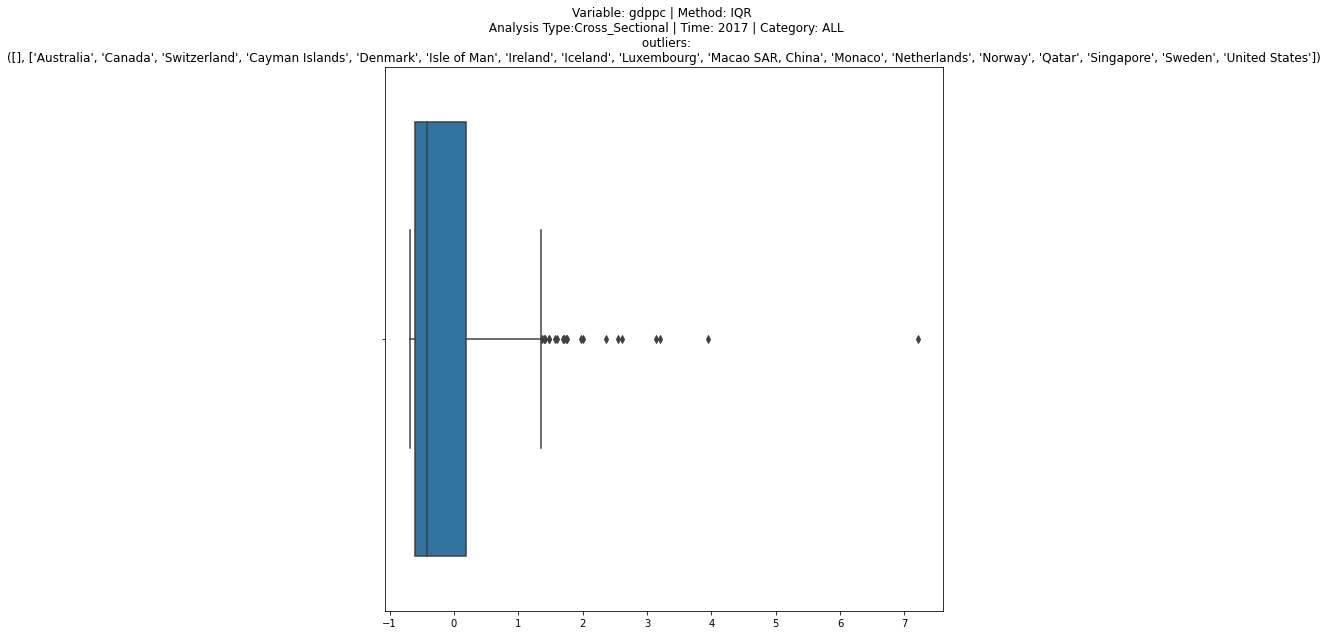 Variable: gdppc | Method: IQR
Analysis Type:Cross_Sectional | Time: 2017 | Category: ALL
outliers:
([], ['Australia', 'Canada', 'Switzerland', 'Cayman Islands', 'Denmark', 'Isle of Man', 'Ireland', 'Iceland', 'Luxembourg', 'Macao SAR, China', 'Monaco', 'Netherlands', 'Norway', 'Qatar', 'Singapore', 'Sweden', 'United States'])
−1 0 1 2 3 4 5 6 7